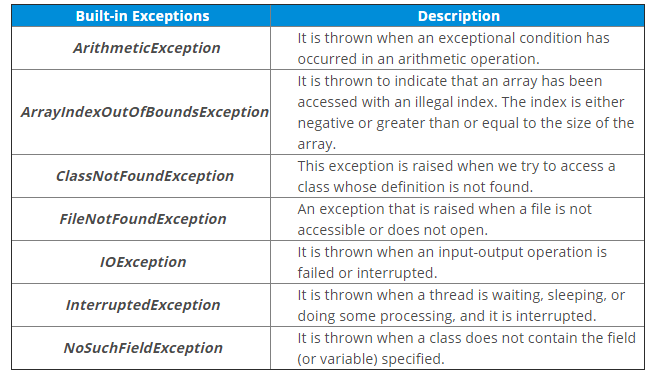 Built-in Exceptions Description
ArithmeticException
It is thrown when an exceptional condition has
occurred in an arithmetic operation.
ArrayIndexOutOfBoundsException
It is thrown to indicate that an array has been
accessed with an illegal index. The index is either
negative or greater than or equal to the size of the
array.
ClassNotFoundException
This exception is raised when we try to access a
class whose definition is not found.
FileNotFoundException
An exception that is raised when a file is not
accessible or does not open.
IOException
It is thrown when an input-output operation is
failed or interrupted.
InterruptedException
It is thrown when a thread is waiting, sleeping, or
doing some processing, and it is interrupted.
NoSuchFieldException
It is thrown when a class does not contain the field
(or variable) specified.